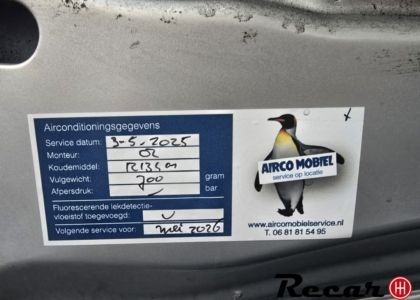 Airconditioningsgegevens
Service datum: 3-5-2025
Monteur: OZ
Koudemiddel: R134a
Vulgewicht: 700 gram
Afpersdruk: bar
Fluorescerende lekdetectie-
vloeistof toegevoegd:
Volgende service voor: mei 2026
AIRCO MOBIEL
service op locatie
www.aircomobielservice.nl
T. 06 81 81 54 95
Recar